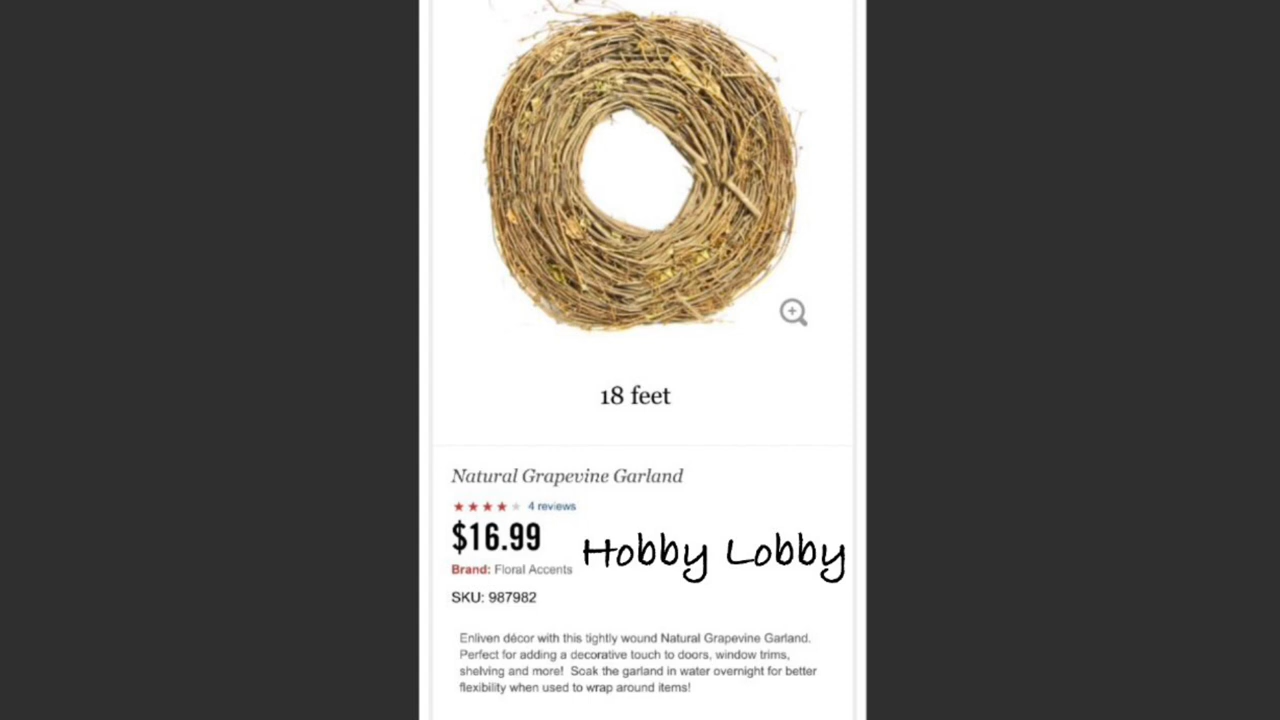 18 feet
Natural Grapevine Garland
4 reviews
$16.99
Hobby Lobby
Brand: Floral Accents
SKU: 987982
Enliven décor with this tightly wound Natural Grapevine Garland.
Perfect for adding a decorative touch to doors, window trims,
shelving and more! Soak the garland in water overnight for better
flexibility when used to wrap around items!